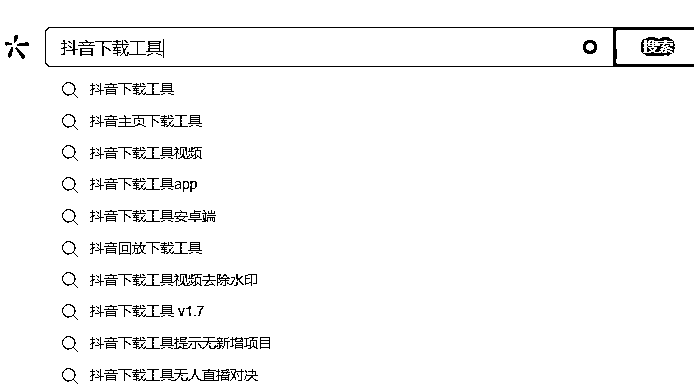 抖音下载工具
搜索
抖音下载工具
抖音主页下载工具
抖音下载工具视频
抖音下载工具app
抖音下载工具安卓端
抖音回放下载工具
抖音下载工具视频去除水印
抖音下载工具 v1.7
抖音下载工具提示无新增项目
抖音下载工具无人直播对决